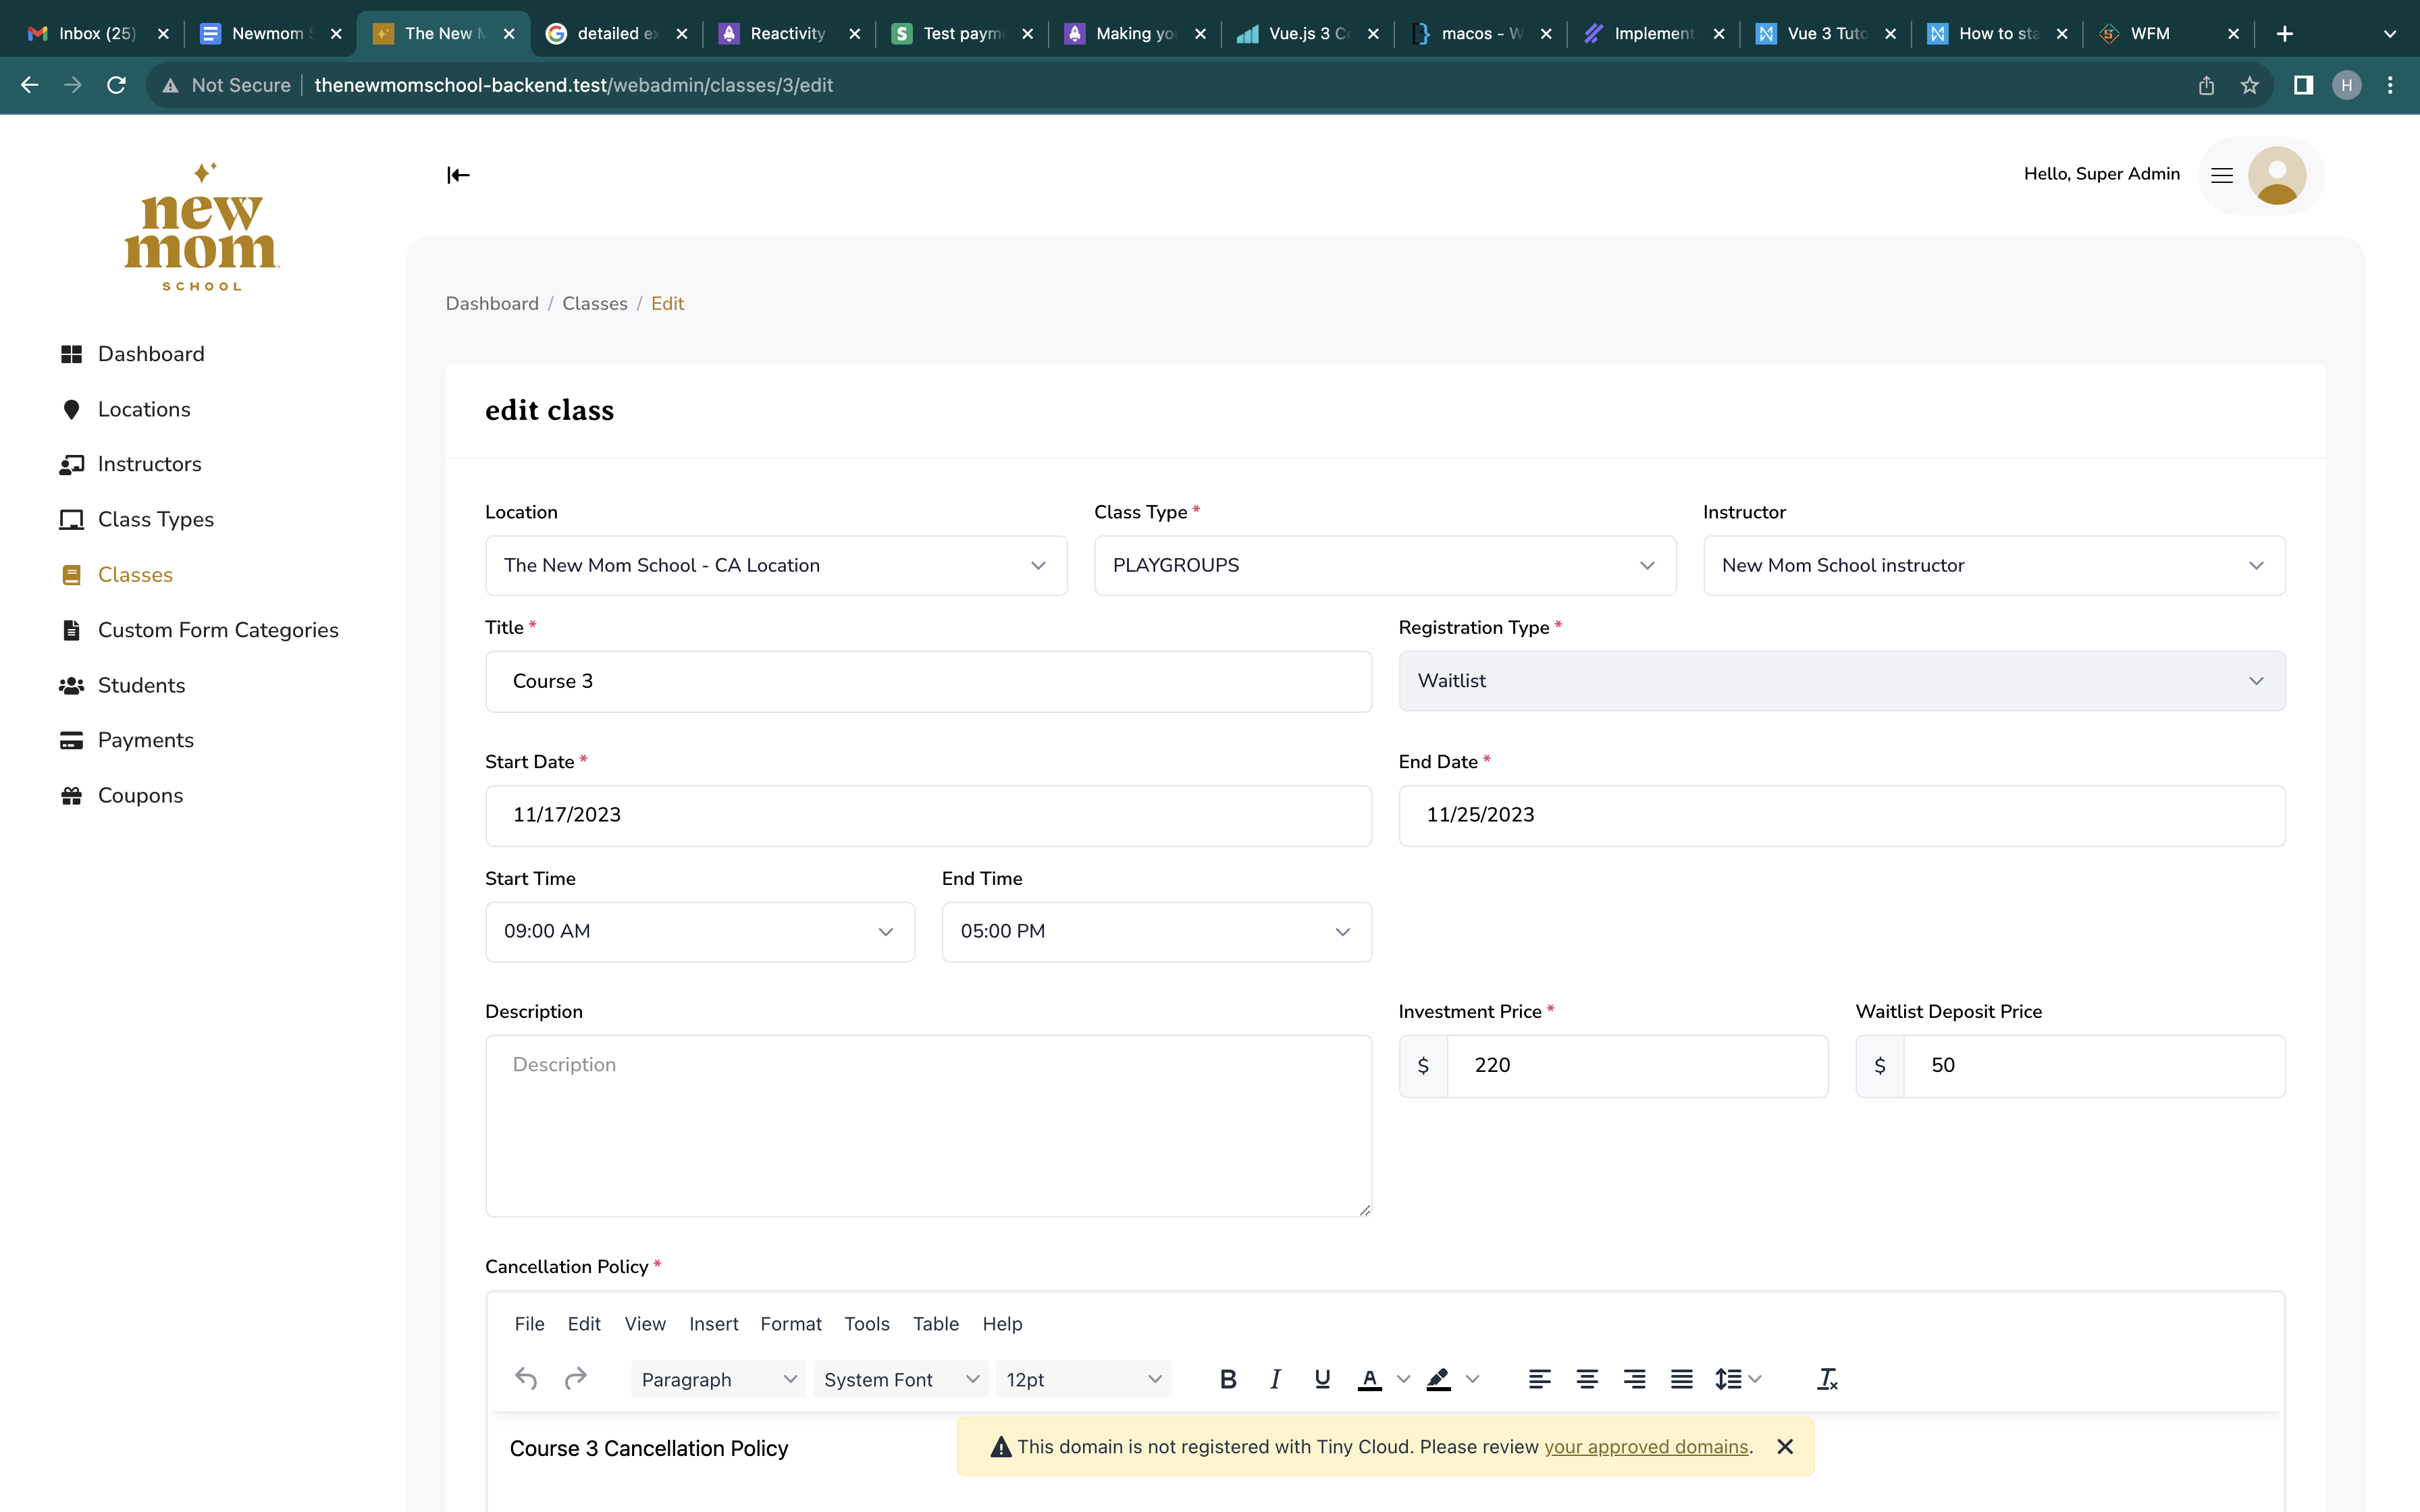 Inbox (25) Newmom The New M detailed ex Reactivity Test payme Making you Vue.js 3 Co macos - W Implement Vue 3 Tuto How to sta WFM
Not Secure thenewmomschool-backend.test/webadmin/classes/3/edit H
new
mom
SCHOOL
Hello, Super Admin
Dashboard
Locations
Instructors
Class Types
Classes
Custom Form Categories
Students
Payments
Coupons
Dashboard / Classes / Edit
edit class
Location Class Type * Instructor
The New Mom School - CA Location PLAYGROUPS New Mom School instructor
Title * Registration Type *
Course 3 Waitlist
Start Date * End Date *
11/17/2023 11/25/2023
Start Time End Time
09:00 AM 05:00 PM
Description Investment Price * Waitlist Deposit Price
Description $ 220 $ 50
Cancellation Policy *
File Edit View Insert Format Tools Table Help
Paragraph System Font 12pt B I U A
Course 3 Cancellation Policy This domain is not registered with Tiny Cloud. Please review your approved domains.